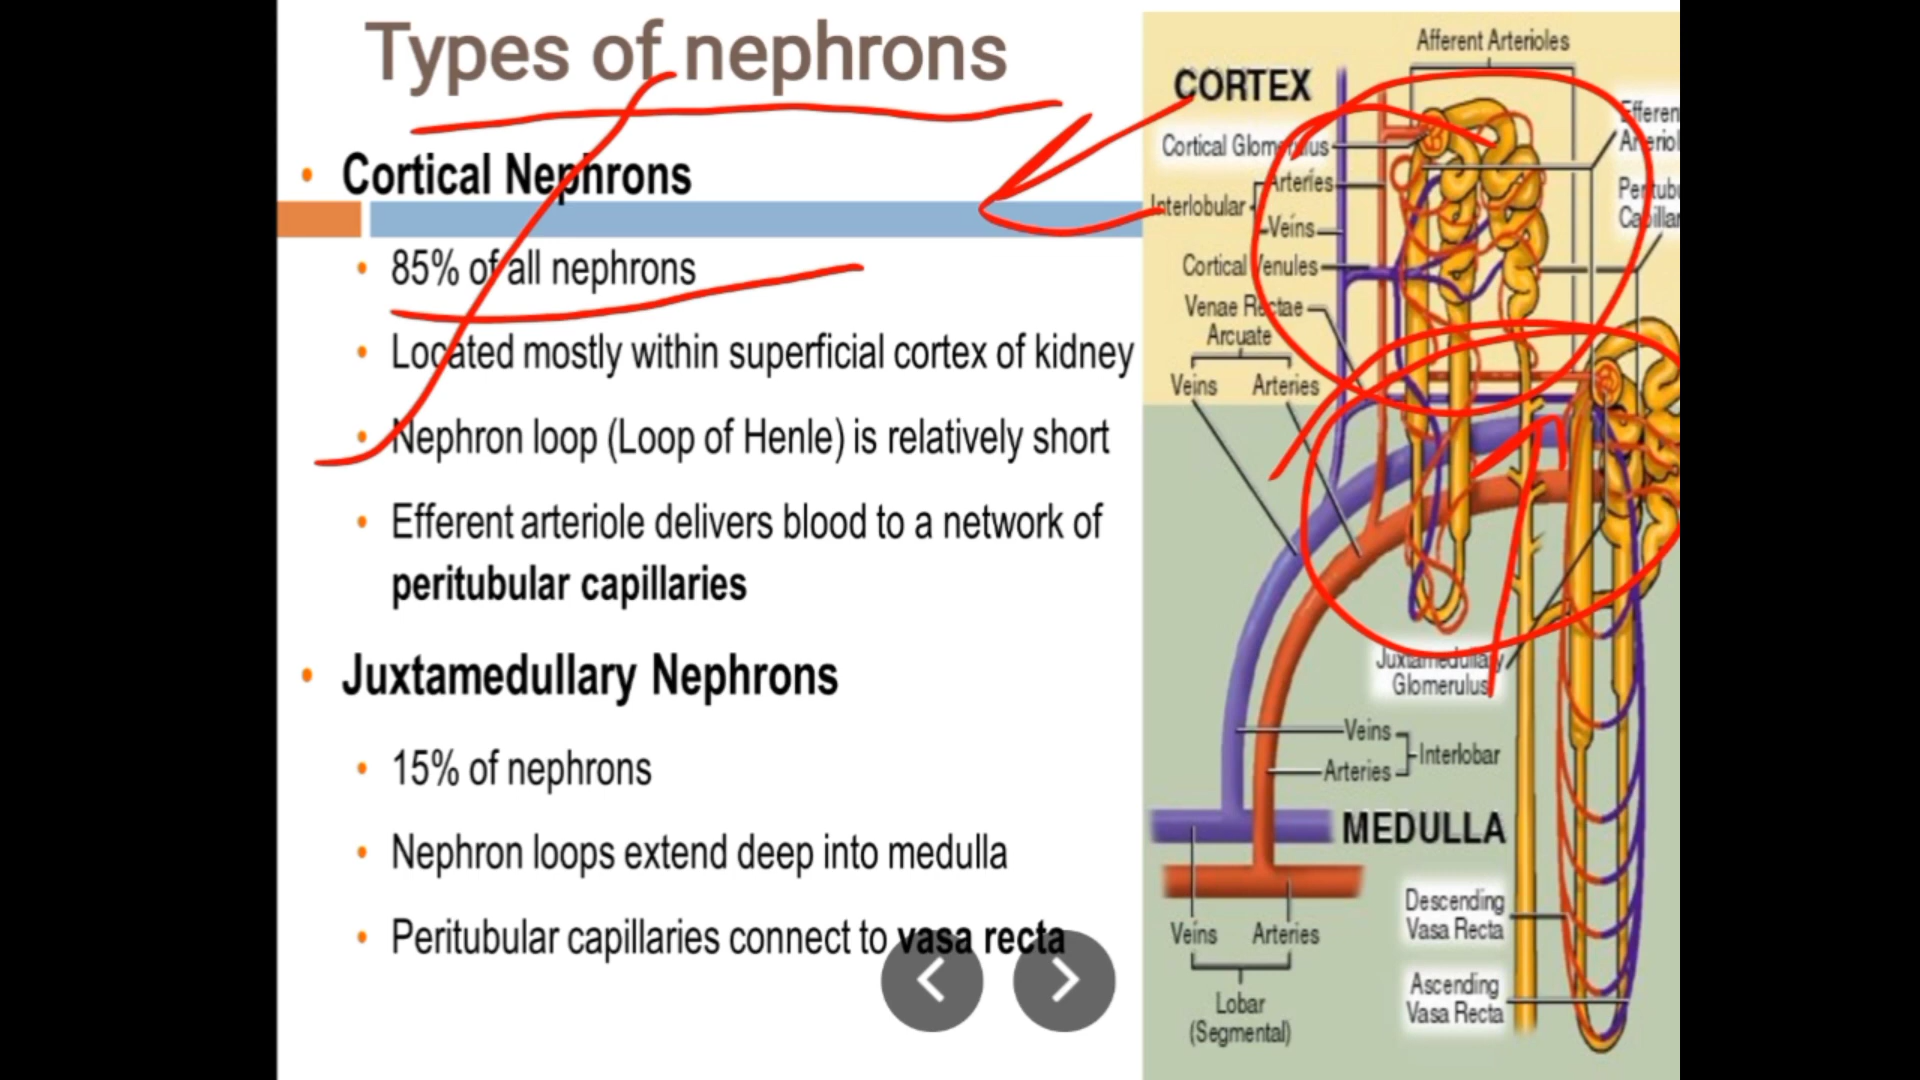 Types of nephrons
Cortical Nephrons
85% of all nephrons
Located mostly within superficial cortex of kidney
Nephron loop (Loop of Henle) is relatively short
Efferent arteriole delivers blood to a network of
peritubular capillaries
Juxtamedullary Nephrons
15% of nephrons
Nephron loops extend deep into medulla
Peritubular capillaries connect to vasa recta
Afferent Arterioles
CORTEX
Cortical Glomerulus
Interlobular
Arteries
Veins
Cortical Venules
Venae Rectae
Arcuate
Veins Arteries
Juxtamedullary
Glomerulus
Veins
Arteries
Interlobar
MEDULLA
Descending
Vasa Recta
Veins Arteries
Ascending
Vasa Recta
Lobar
(Segmental)